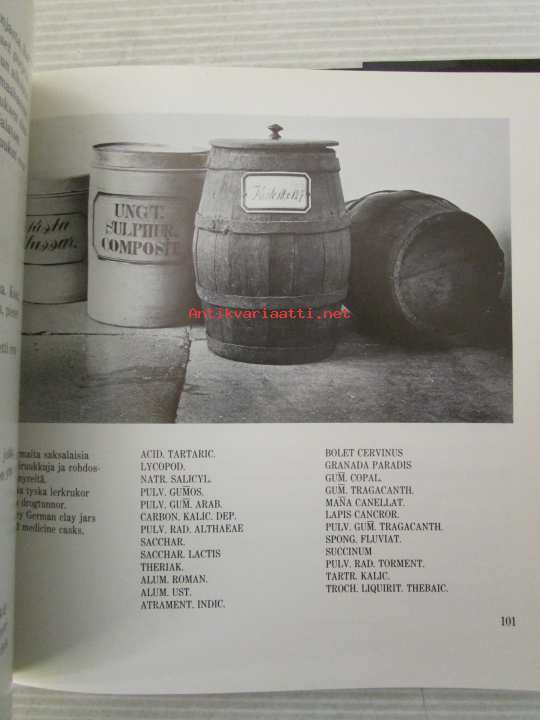 UNGT.
SULPHUR.
COMPOSIT.
Antikvariaatti.net
saksalaisia
ja rohdos-
tyska lerkrukor
drogtunnor.
German clay jars
medicine casks.
ACID. TARTARIC.
LYCOPOD.
NATR. SALICYL.
PULV. GUM̅OS.
PULV. GUM̅. ARAB.
CARBON. KALIC. DEP.
PULV. RAD. ALTHAEAE
SACCHAR.
SACCHAR. LACTIS
THERIAK.
ALUM. ROMAN.
ALUM. UST.
ATRAMENT. INDIC.
BOLET CERVINUS
GRANADA PARADIS
GUM̅. COPAL.
GUM̅. TRAGACANTH.
MAÑA CANELLAT.
LAPIS CANCROR.
PULV. GUM̅. TRAGACANTH.
SPONG. FLUVIAT.
SUCCINUM
PULV. RAD. TORMENT.
TARTR. KALIC.
TROCH. LIQUIRIT. THEBAIC.
101